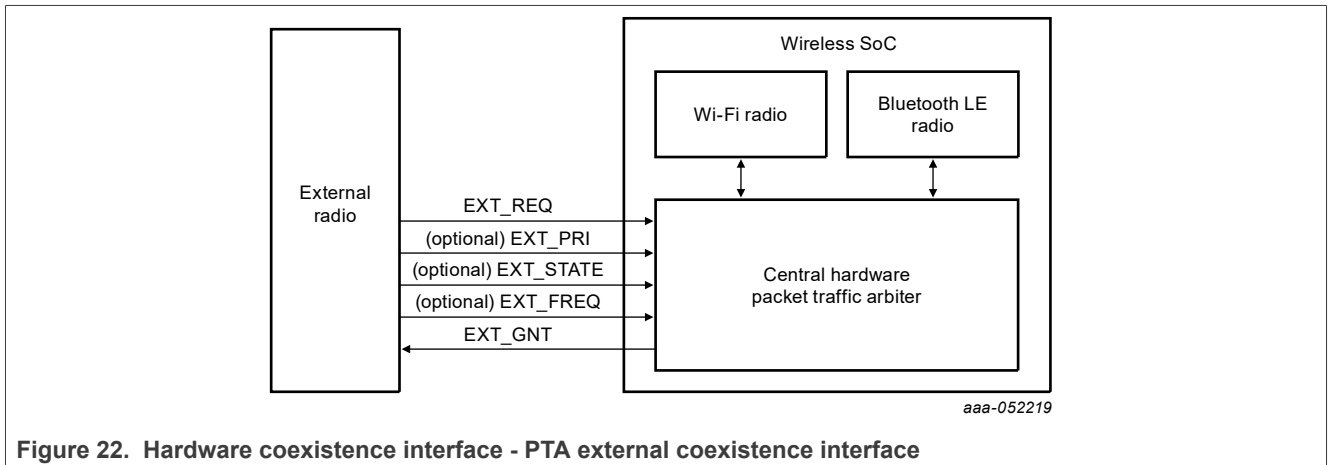 Wireless SoC
Wi-Fi radio
Bluetooth LE
radio
External
radio
EXT_REQ
(optional) EXT_PRI
(optional) EXT_STATE
(optional) EXT_FREQ
EXT_GNT
Central hardware
packet traffic arbiter
aaa-052219
Figure 22. Hardware coexistence interface - PTA external coexistence interface